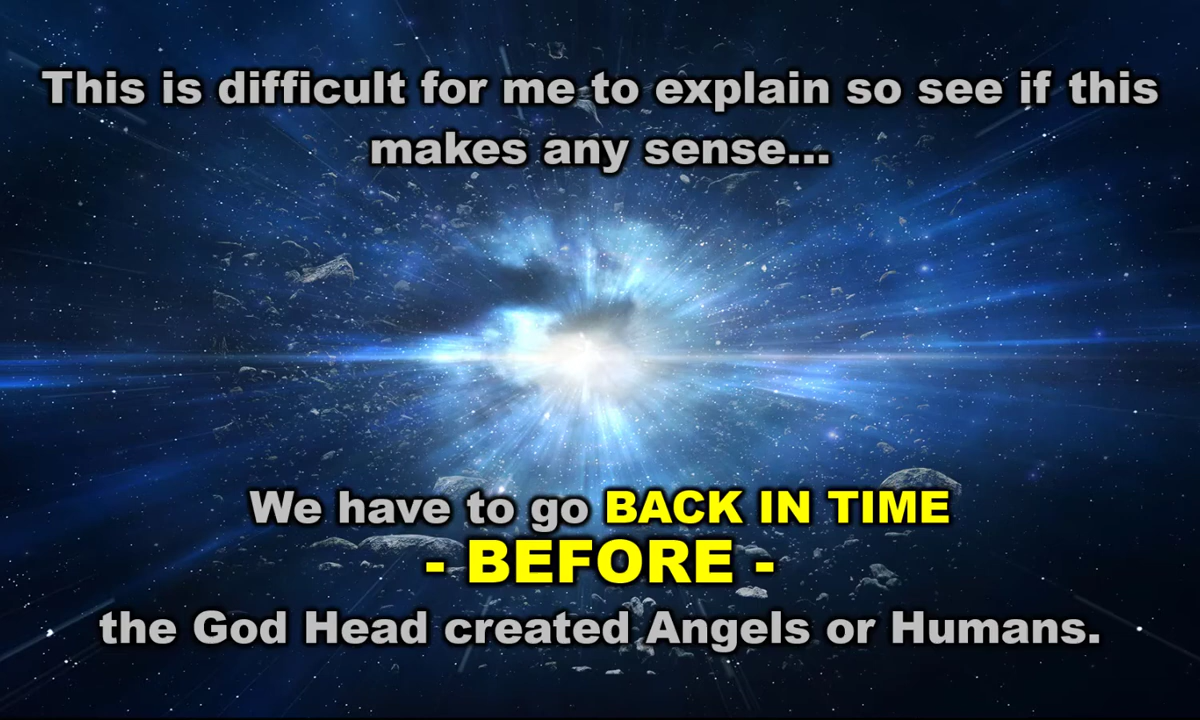 This is difficult for me to explain so see if this
makes any sense...
We have to go BACK IN TIME
- BEFORE -
the God Head created Angels or Humans.